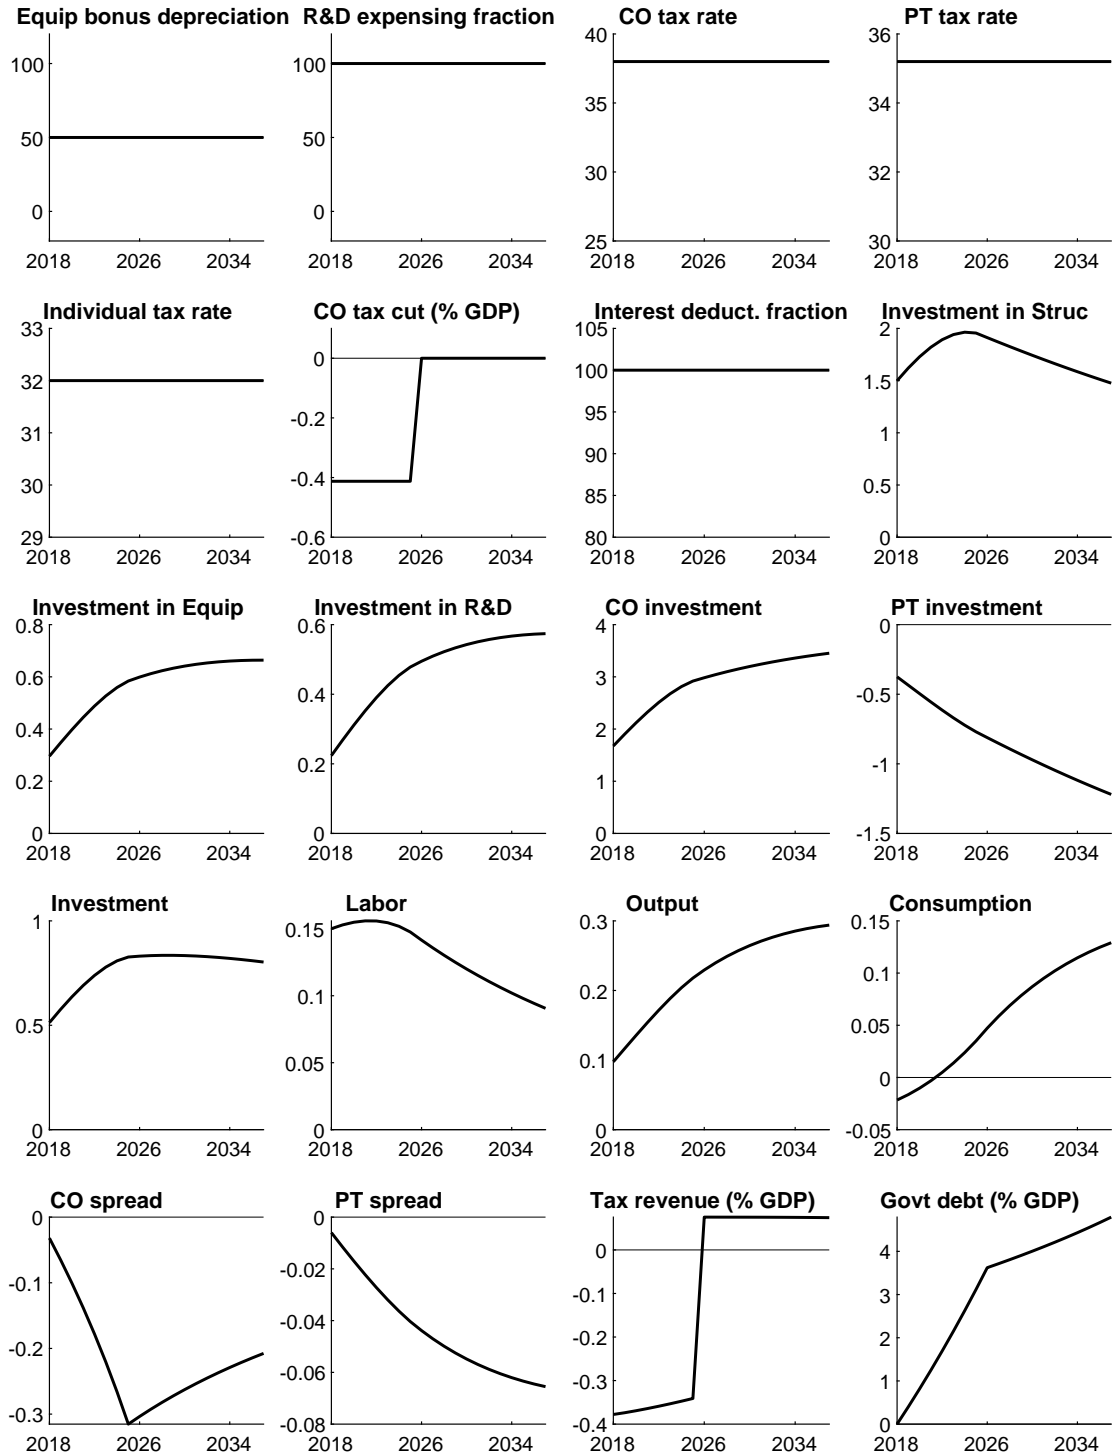 Equip bonus depreciation R&D expensing fraction CO tax rate PT tax rate
100 100 40 36
50 50 35 34
30 32
0 0
25 30
2018 2026 2034 2018 2026 2034 2018 2026 2034 2018 2026 2034
Individual tax rate CO tax cut (% GDP) Interest deduct. fraction Investment in Struc
33 105 2
0
32 100 1.5
-0.2 95
31 90 1
-0.4
30 85 0.5
29 -0.6 80 0
2018 2026 2034 2018 2026 2034 2018 2026 2034 2018 2026 2034
Investment in Equip Investment in R&D CO investment PT investment
0.8 0.6 4 0
0.6 3
0.4 -0.5
0.4 2
0.2 -1
0.2 1
0 0 0 -1.5
2018 2026 2034 2018 2026 2034 2018 2026 2034 2018 2026 2034
Investment Labor Output Consumption
1 0.15 0.3 0.15
0.1
0.1 0.2
0.5 0.05
0.05 0.1
0
0 0 0 -0.05
2018 2026 2034 2018 2026 2034 2018 2026 2034 2018 2026 2034
CO spread PT spread Tax revenue (% GDP) Govt debt (% GDP)
0 0 0 4
-0.1 -0.02 -0.1 3
-0.04 -0.2 2
-0.2
-0.06 -0.3 1
-0.3
-0.08 -0.4 0
2018 2026 2034 2018 2026 2034 2018 2026 2034 2018 2026 2034